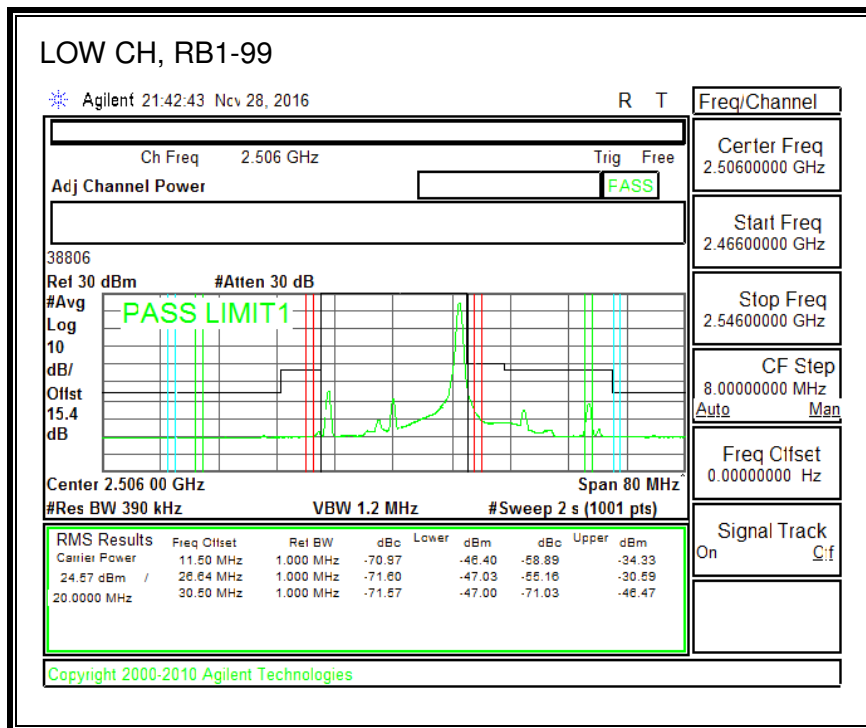 LOW CH, RB1-99
Agilent 21:42:43 Nov 28, 2016 R T
Freq/Channel
Ch Freq 2.506 GHz Trig Free
Adj Channel Power PASS
Center Freq
2.50600000 GHz
Start Freq
2.46600000 GHz
Stop Freq
2.54600000 GHz
CF Step
8.00000000 MHz
Auto Man
Freq Offset
0.00000000 Hz
Signal Track
On Off
38806
Ref 30 dBm #Atten 30 dB
#Avg
Log
10
dB/
Offst
15.4
dB
PASS LIMIT1
Center 2.506 00 GHz Span 80 MHz^
#Res BW 390 kHz VBW 1.2 MHz #Sweep 2 s (1001 pts)
RMS Results Freq Offset Ref BW dBc Lower dBm dBc Upper dBm
Carrier Power 11.50 MHz 1.000 MHz -70.97 -46.40 -58.89 -34.33
24.57 dBm / 26.64 MHz 1.000 MHz -71.60 -47.03 -55.16 -30.59
20.0000 MHz 30.50 MHz 1.000 MHz -71.57 -47.00 -71.03 -46.47
Copyright 2000-2010 Agilent Technologies